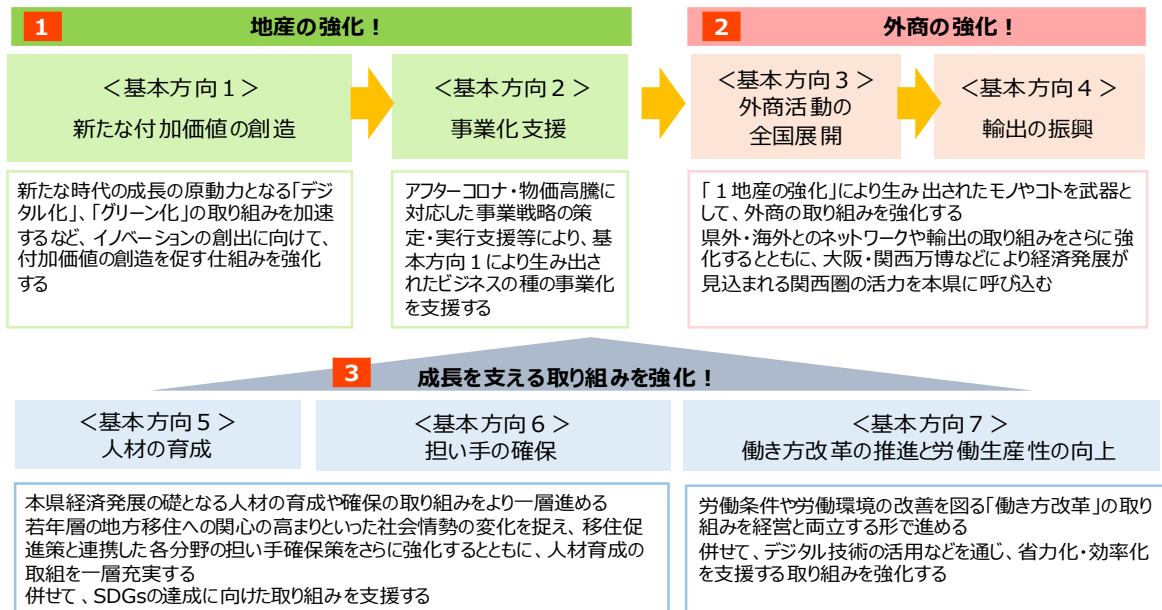 1 地産の強化！
2 外商の強化！
＜基本方向１＞
新たな付加価値の創造
＜基本方向２＞
事業化支援
＜基本方向３＞
外商活動の
全国展開
＜基本方向４＞
輸出の振興
新たな時代の成長の原動力となる「デジ
タル化」、「グリーン化」の取り組みを加速
するなど、イノベーションの創出に向けて、
付加価値の創造を促す仕組みを強化
する
アフターコロナ・物価高騰に
対応した事業戦略の策
定・実行支援等により、基
本方向１により生み出さ
れたビジネスの種の事業化
を支援する
「１地産の強化」により生み出されたモノやコトを武器と
して、外商の取り組みを強化する
県外・海外とのネットワークや輸出の取り組みをさらに強
化するとともに、大阪・関西万博などにより経済発展が
見込まれる関西圏の活力を本県に呼び込む
3 成長を支える取り組みを強化！
＜基本方向５＞
人材の育成
＜基本方向６＞
担い手の確保
＜基本方向７＞
働き方改革の推進と労働生産性の向上
本県経済発展の礎となる人材の育成や確保の取り組みをより一層進める
若年層の地方移住への関心の高まりといった社会情勢の変化を捉え、移住促
進策と連携した各分野の担い手確保策をさらに強化するとともに、人材育成の
取組を一層充実する
併せて、SDGsの達成に向けた取り組みを支援する
労働条件や労働環境の改善を図る「働き方改革」の取り
組みを経営と両立する形で進める
併せて、デジタル技術の活用などを通じ、省力化・効率化
を支援する取り組みを強化する